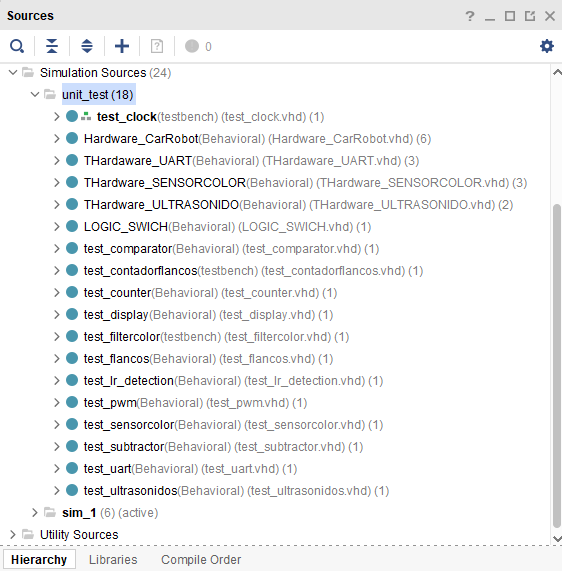 Sources
? _ □
0
Simulation Sources (24)
unit_test (18)
test_clock(testbench) (test_clock.vhd) (1)
Hardware_CarRobot(Behavioral) (Hardware_CarRobot.vhd) (6)
THardaware_UART(Behavioral) (THardaware_UART.vhd) (3)
THardware_SENSORCOLOR(Behavioral) (THardware_SENSORCOLOR.vhd) (3)
THardware_ULTRASONIDO(Behavioral) (THardware_ULTRASONIDO.vhd) (2)
LOGIC_SWICH(Behavioral) (LOGIC_SWICH.vhd) (1)
test_comparator(Behavioral) (test_comparator.vhd) (1)
test_contadorflancos(testbench) (test_contadorflancos.vhd) (1)
test_counter(Behavioral) (test_counter.vhd) (1)
test_display(Behavioral) (test_display.vhd) (1)
test_filtercolor(testbench) (test_filtercolor.vhd) (1)
test_flancos(Behavioral) (test_flancos.vhd) (1)
test_lr_detection(Behavioral) (test_lr_detection.vhd) (1)
test_pwm(Behavioral) (test_pwm.vhd) (1)
test_sensorcolor(Behavioral) (test_sensorcolor.vhd) (1)
test_subtractor(Behavioral) (test_subtractor.vhd) (1)
test_uart(Behavioral) (test_uart.vhd) (1)
test_ultrasonidos(Behavioral) (test_ultrasonidos.vhd) (1)
sim_1 (6) (active)
Utility Sources
Hierarchy Libraries Compile Order